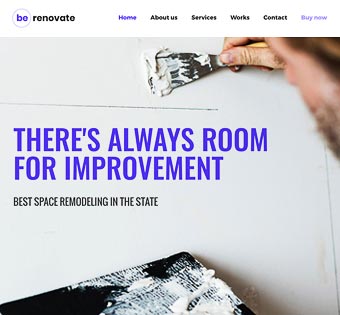 be renovate
Home About us Services Works Contact Buy now
THERE'S ALWAYS ROOM
FOR IMPROVEMENT
BEST SPACE REMODELING IN THE STATE